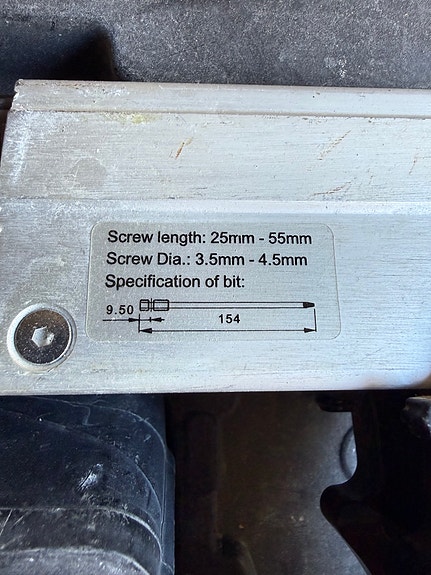 Screw length: 25mm - 55mm
Screw Dia.: 3.5mm - 4.5mm
Specification of bit:
9.50
154